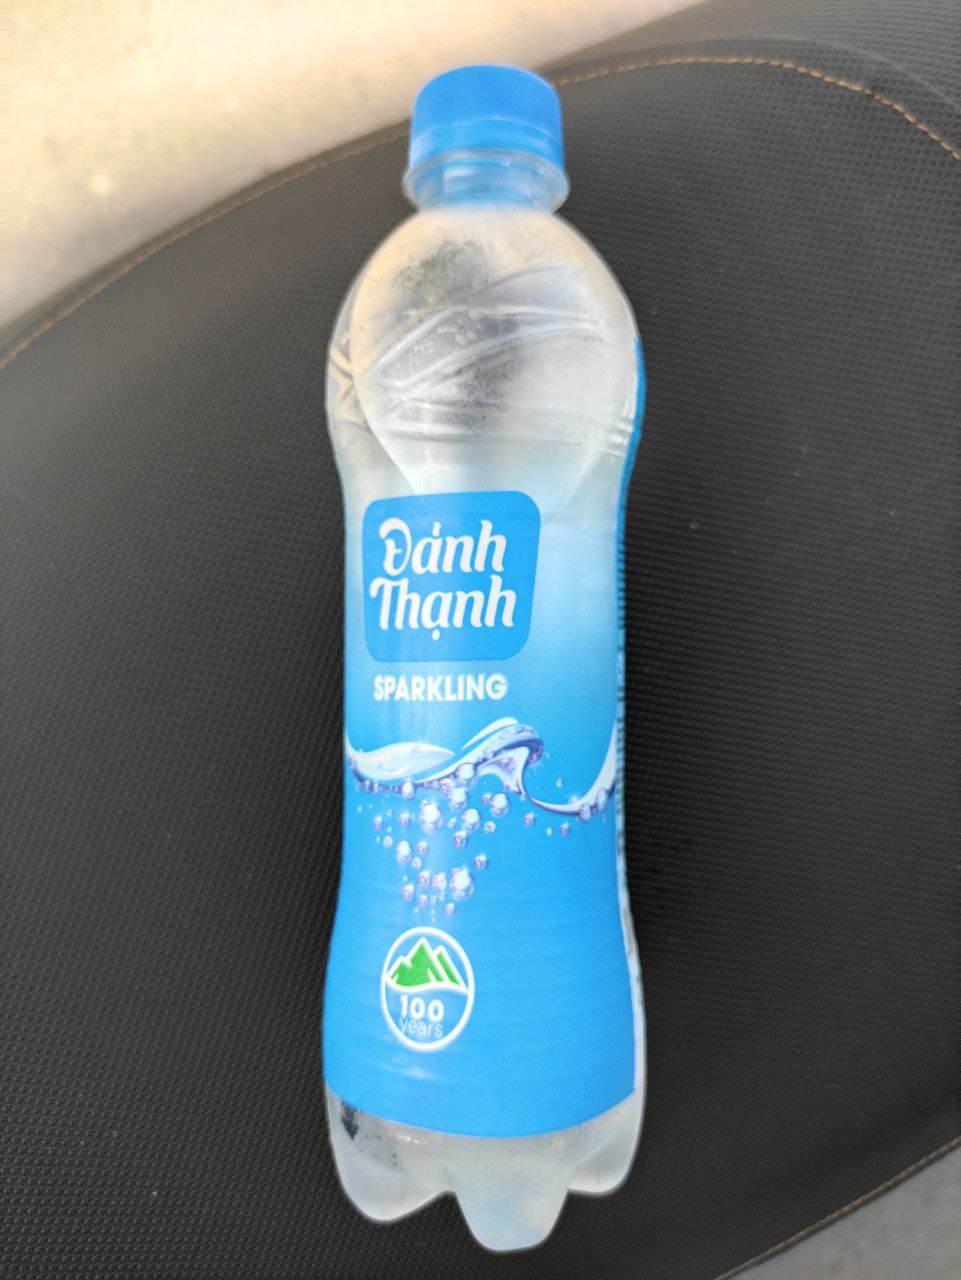 Đảnh
Thạnh
SPARKLING
100
years